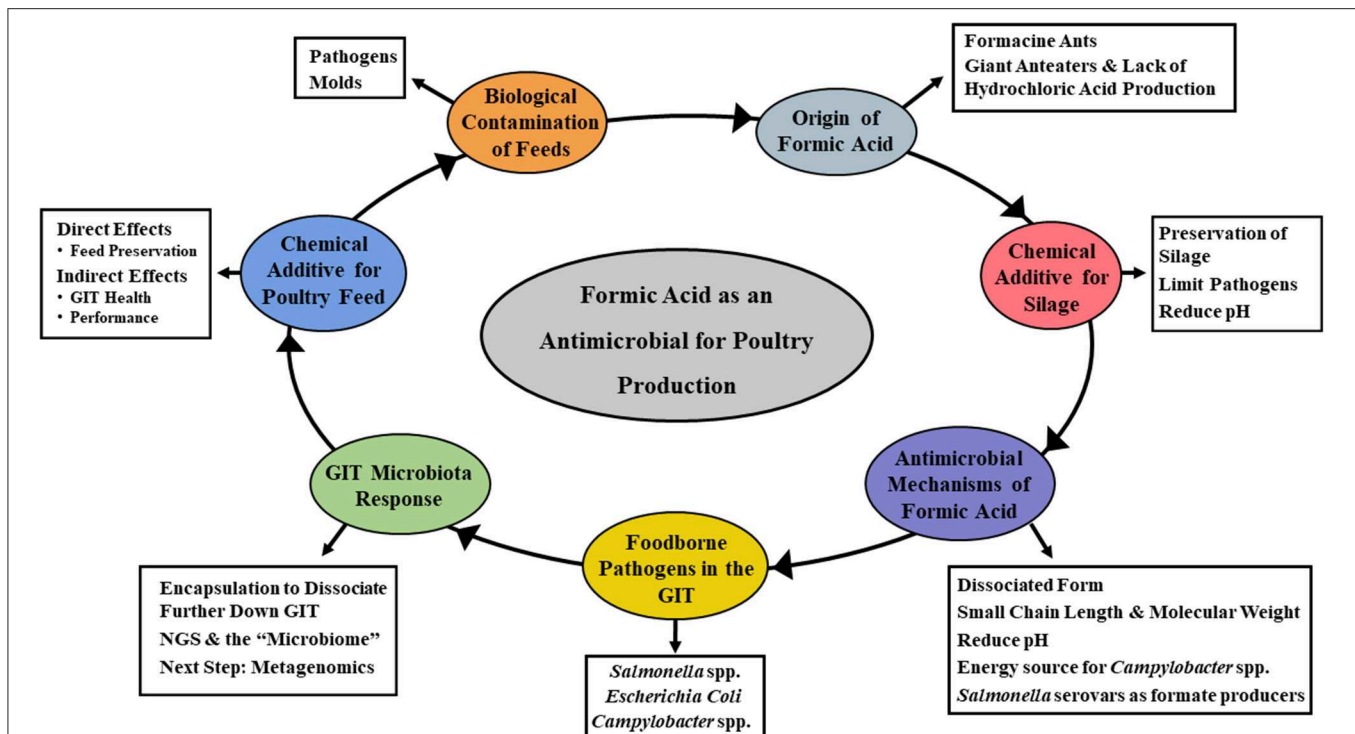 Pathogens
Molds
Biological
Contamination
of Feeds
Origin of
Formic Acid
Formacine Ants
Giant Anteaters & Lack of
Hydrochloric Acid Production
Chemical
Additive for
Silage
Preservation of
Silage
Limit Pathogens
Reduce pH
Antimicrobial
Mechanisms of
Formic Acid
Dissociated Form
Small Chain Length & Molecular Weight
Reduce pH
Energy source for Campylobacter spp.
Salmonella serovars as formate producers
Foodborne
Pathogens in the
GIT
Salmonella spp.
Escherichia Coli
Campylobacter spp.
GIT Microbiota
Response
Encapsulation to Dissociate
Further Down GIT
NGS & the “Microbiome”
Next Step: Metagenomics
Chemical
Additive for
Poultry Feed
Direct Effects
• Feed Preservation
Indirect Effects
• GIT Health
• Performance
Formic Acid as an
Antimicrobial for Poultry
Production